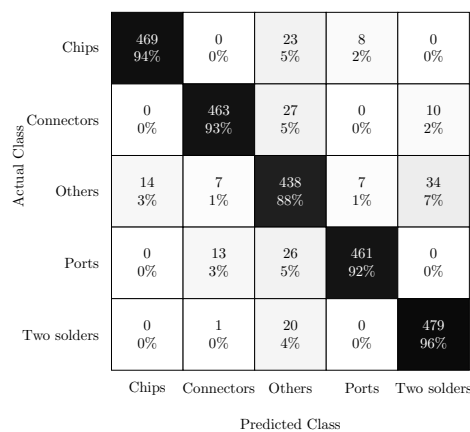 Chips 469 0 23 8 0
94% 0% 5% 2% 0%
Connectors 0 463 27 0 10
0% 93% 5% 0% 2%
Others 14 7 438 7 34
3% 1% 88% 1% 7%
Ports 0 13 26 461 0
0% 3% 5% 92% 0%
Two solders 0 1 20 0 479
0% 0% 4% 0% 96%
Actual Class
Chips Connectors Others Ports Two solders
Predicted Class